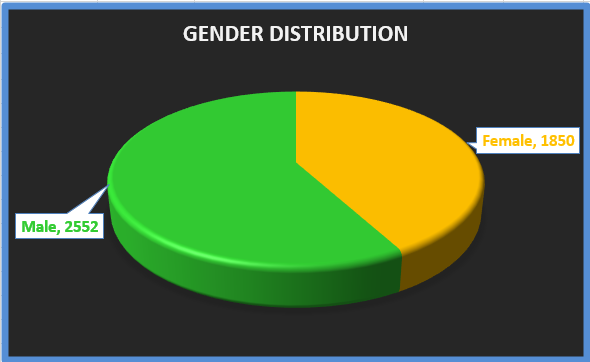 GENDER DISTRIBUTION
Female, 1850
Male, 2552